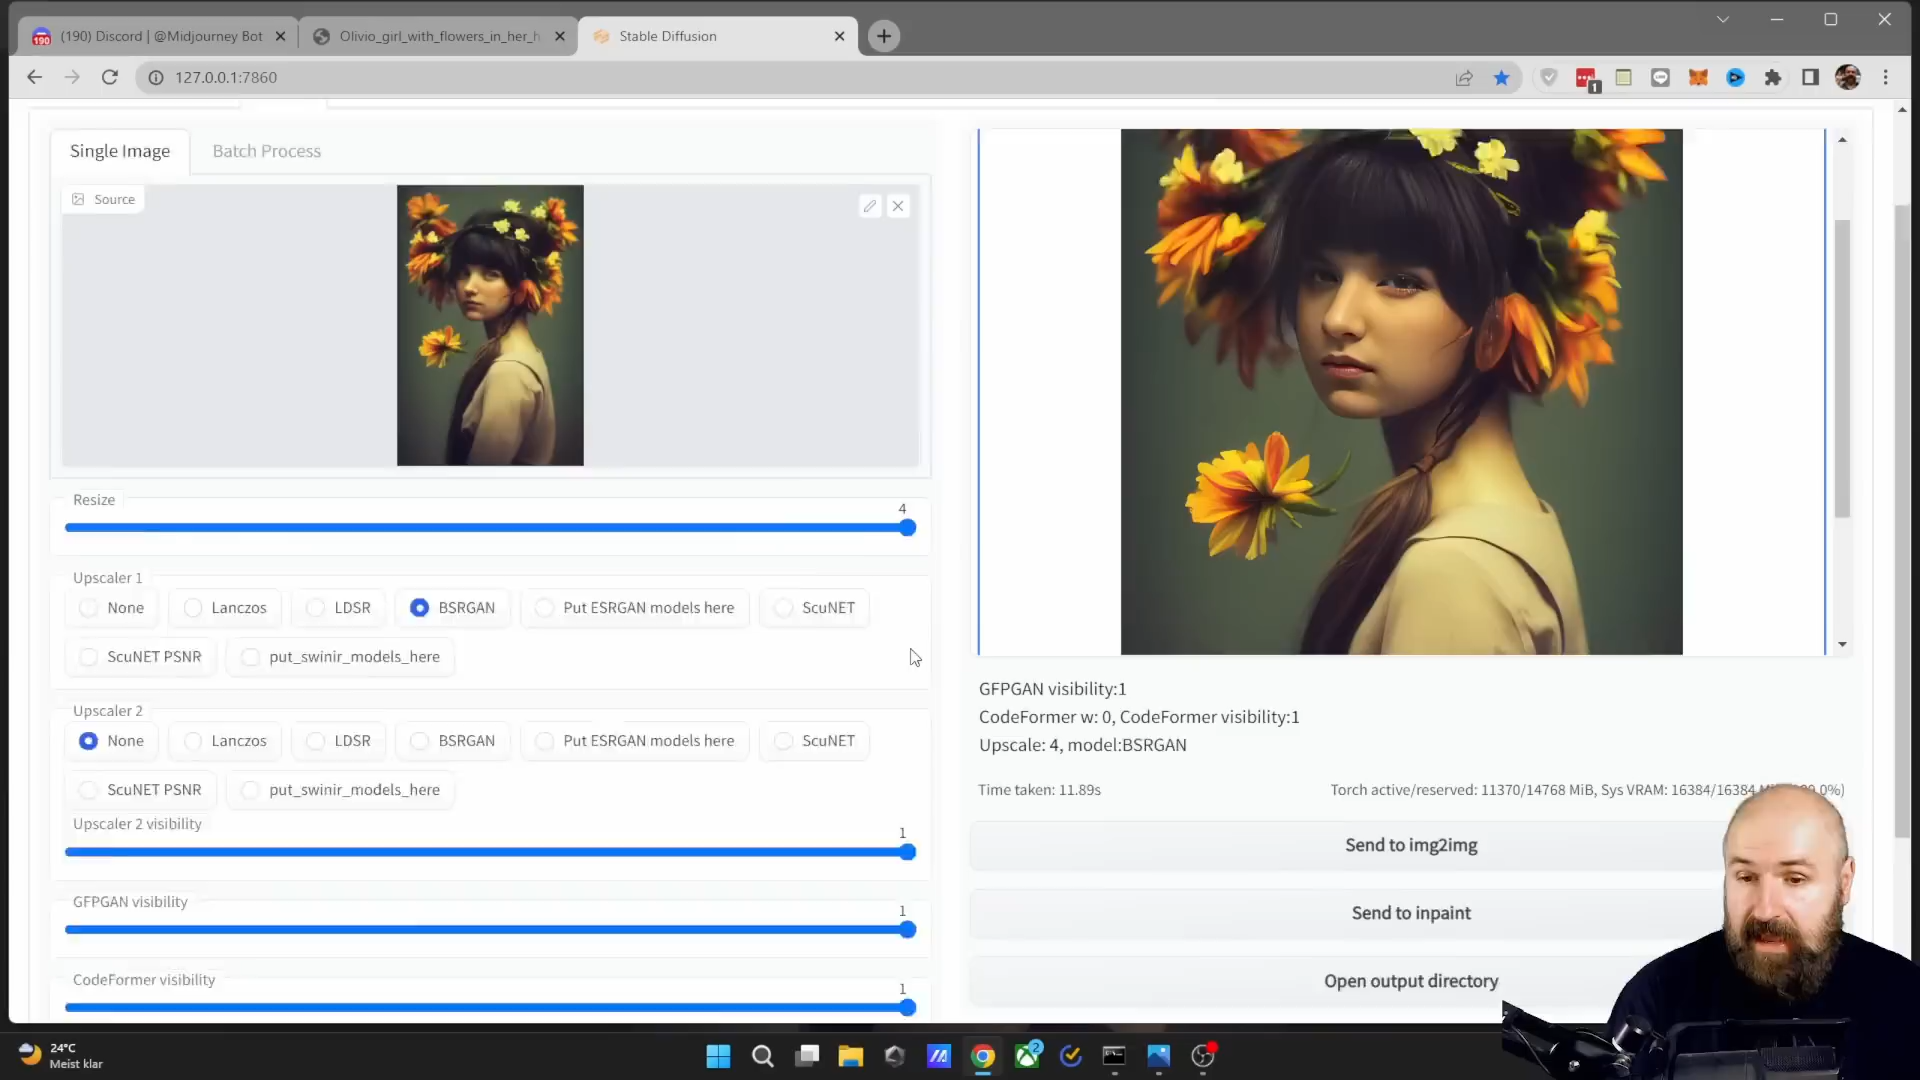 (190) Discord | @Midjourney Bot
Olivio_girl_with_flowers_in_her_h
Stable Diffusion
127.0.0.1:7860
190
1
Single Image
Batch Process
Source
Resize
4
Upscaler 1
None
Lanczos
LDSR
BSRGAN
Put ESRGAN models here
ScuNET
ScuNET PSNR
put_swinir_models_here
Upscaler 2
None
Lanczos
LDSR
BSRGAN
Put ESRGAN models here
ScuNET
ScuNET PSNR
put_swinir_models_here
Upscaler 2 visibility
1
GFPGAN visibility
1
CodeFormer visibility
1
GFPGAN visibility:1
CodeFormer w: 0, CodeFormer visibility:1
Upscale: 4, model:BSRGAN
Time taken: 11.89s
Torch active/reserved: 11370/14768 MiB, Sys VRAM: 16384/16384
Send to img2img
Send to inpaint
Open output directory
24°C
Meist klar
2